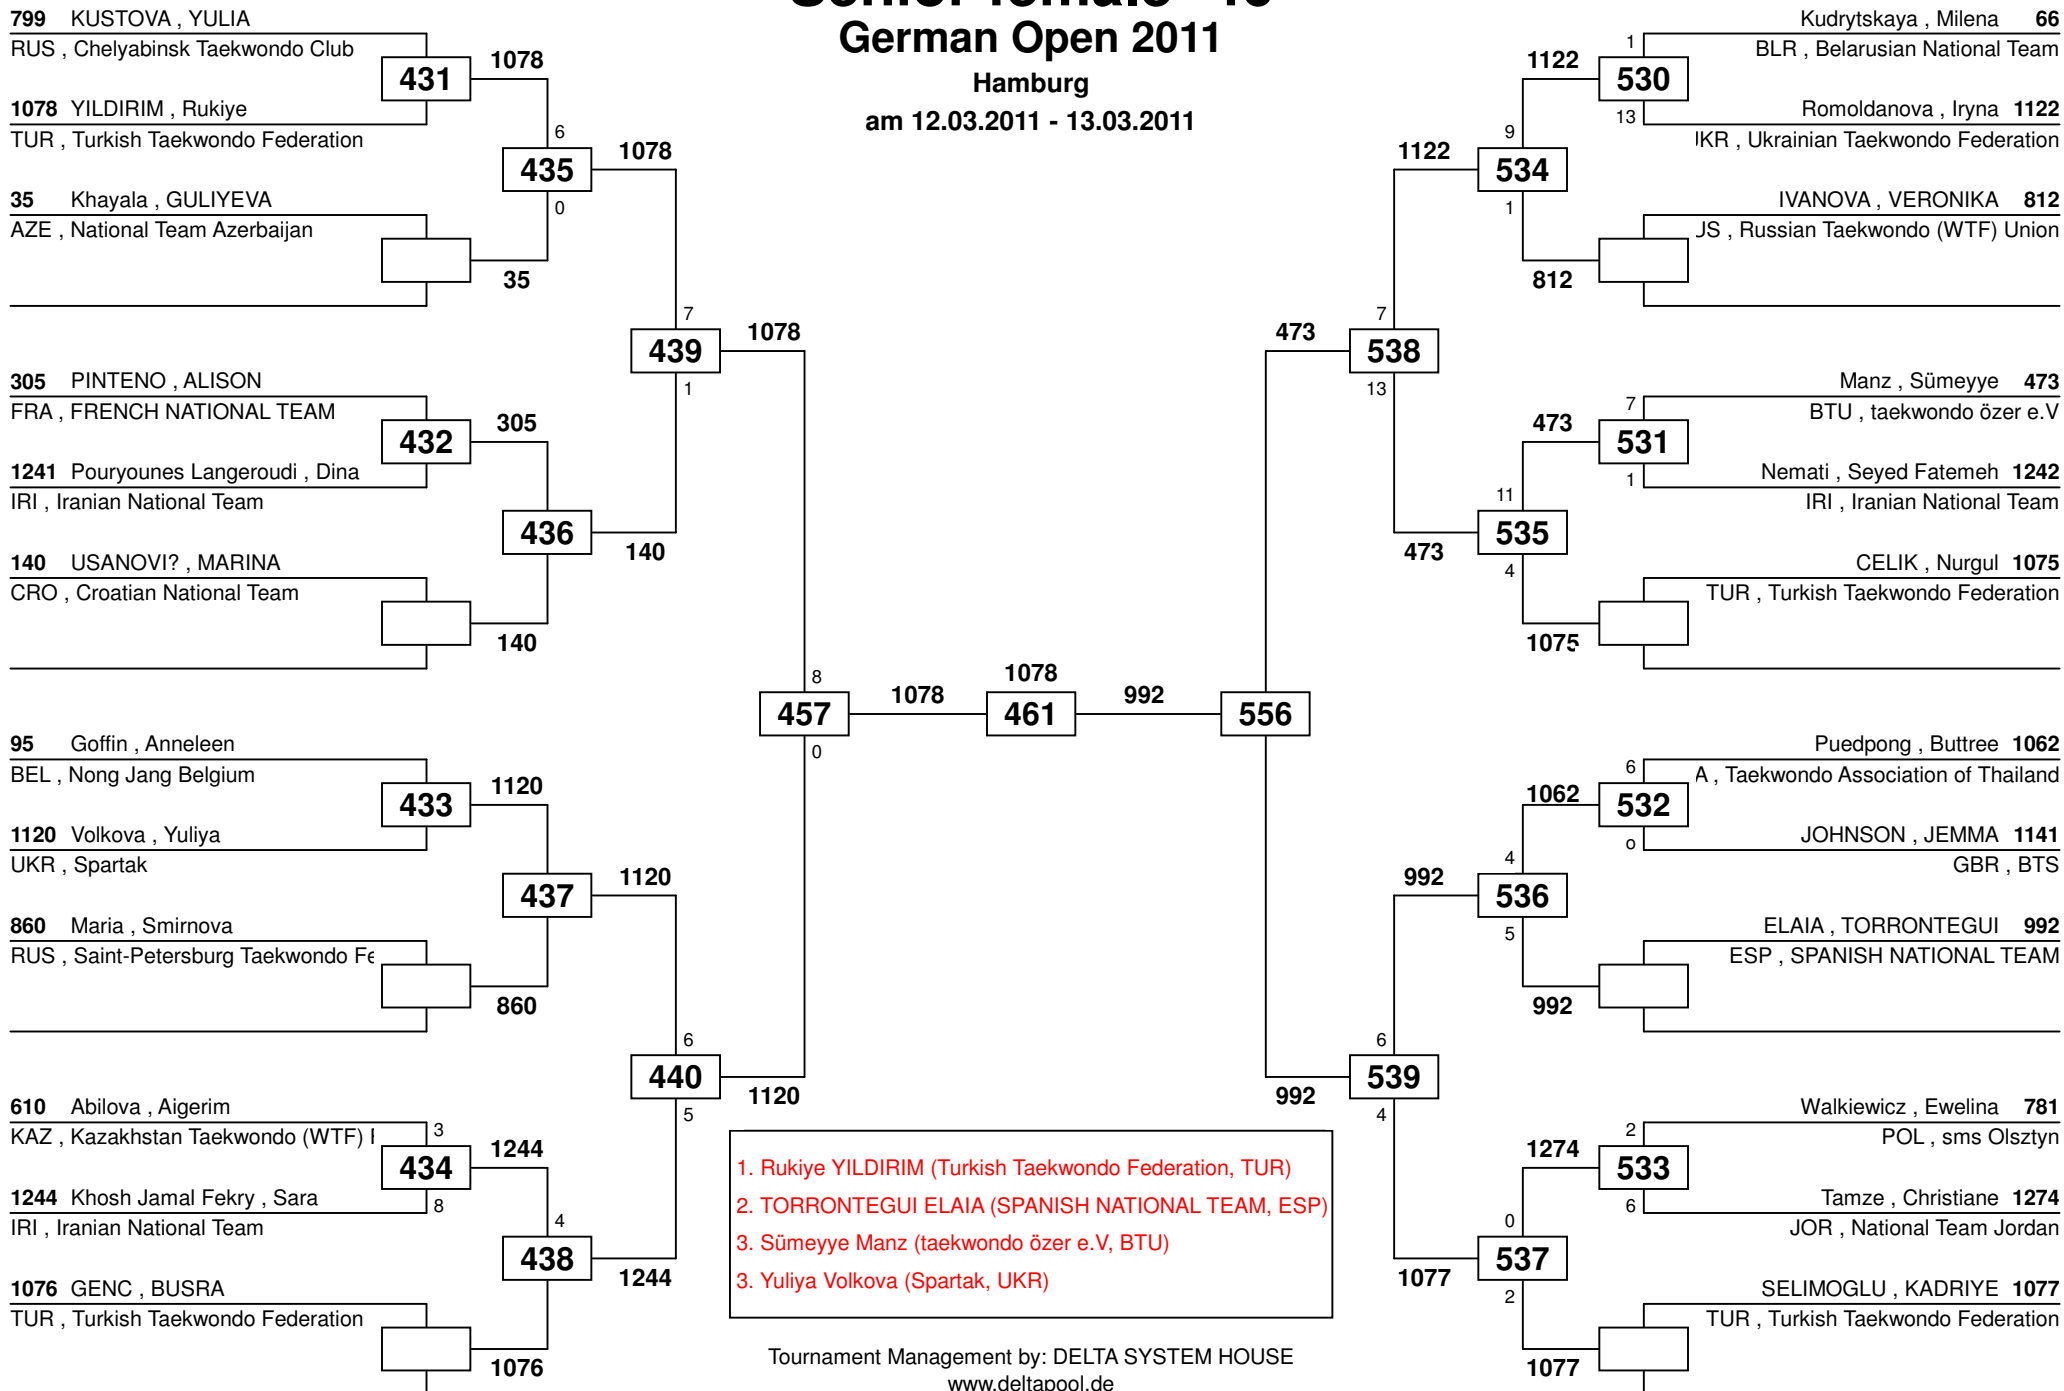 German Open 2011
Hamburg
am 12.03.2011 - 13.03.2011
799 KUSTOVA , YULIA
RUS , Chelyabinsk Taekwondo Club
431
1078
1078 YILDIRIM , Rukiye
TUR , Turkish Taekwondo Federation
6
435
0
1078
35 Khayala , GULIYEVA
AZE , National Team Azerbaijan
35
7
439
1
1078
305 PINTENO , ALISON
FRA , FRENCH NATIONAL TEAM
432
305
1241 Pouryounes Langeroudi , Dina
IRI , Iranian National Team
436
140
140 USANOVI? , MARINA
CRO , Croatian National Team
140
8
457
0
1078
1078
461
992
556
95 Goffin , Anneleen
BEL , Nong Jang Belgium
433
1120
1120 Volkova , Yuliya
UKR , Spartak
437
1120
860 Maria , Smirnova
RUS , Saint-Petersburg Taekwondo Fe
860
6
440
5
1120
610 Abilova , Aigerim
KAZ , Kazakhstan Taekwondo (WTF)
3
434
8
1244
1244 Khosh Jamal Fekry , Sara
IRI , Iranian National Team
4
438
1244
1076 GENC , BUSRA
TUR , Turkish Taekwondo Federation
1076
Kudrytskaya , Milena 66
BLR , Belarusian National Team
1
530
13
1122
Romoldanova , Iryna 1122
KR , Ukrainian Taekwondo Federation
9
534
1
1122
IVANOVA , VERONIKA 812
S , Russian Taekwondo (WTF) Union
812
7
538
13
473
Manz , Sümeyye 473
BTU , taekwondo özer e.V
7
531
1
473
Nemati , Seyed Fatemeh 1242
IRI , Iranian National Team
11
535
4
473
CELIK , Nurgul 1075
TUR , Turkish Taekwondo Federation
1075
Puedpong , Buttree 1062
A , Taekwondo Association of Thailand
6
532
o
1062
JOHNSON , JEMMA 1141
GBR , BTS
4
536
5
992
ELAIA , TORRONTEGUI 992
ESP , SPANISH NATIONAL TEAM
992
6
539
4
992
Walkiewicz , Ewelina 781
POL , sms Olsztyn
2
533
6
1274
Tamze , Christiane 1274
JOR , National Team Jordan
0
537
2
1077
SELIMOGLU , KADRIYE 1077
TUR , Turkish Taekwondo Federation
1077
1. Rukiye YILDIRIM (Turkish Taekwondo Federation, TUR)
2. TORRONTEGUI ELAIA (SPANISH NATIONAL TEAM, ESP)
3. Sümeyye Manz (taekwondo özer e.V, BTU)
3. Yuliya Volkova (Spartak, UKR)
Tournament Management by: DELTA SYSTEM HOUSE
www.deltapool.de